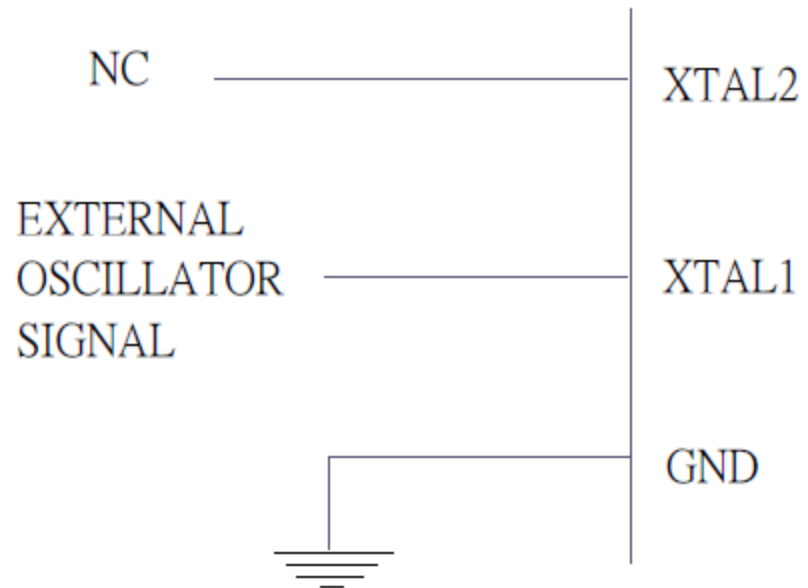 NC
XTAL2
EXTERNAL
OSCILLATOR
SIGNAL
XTAL1
GND